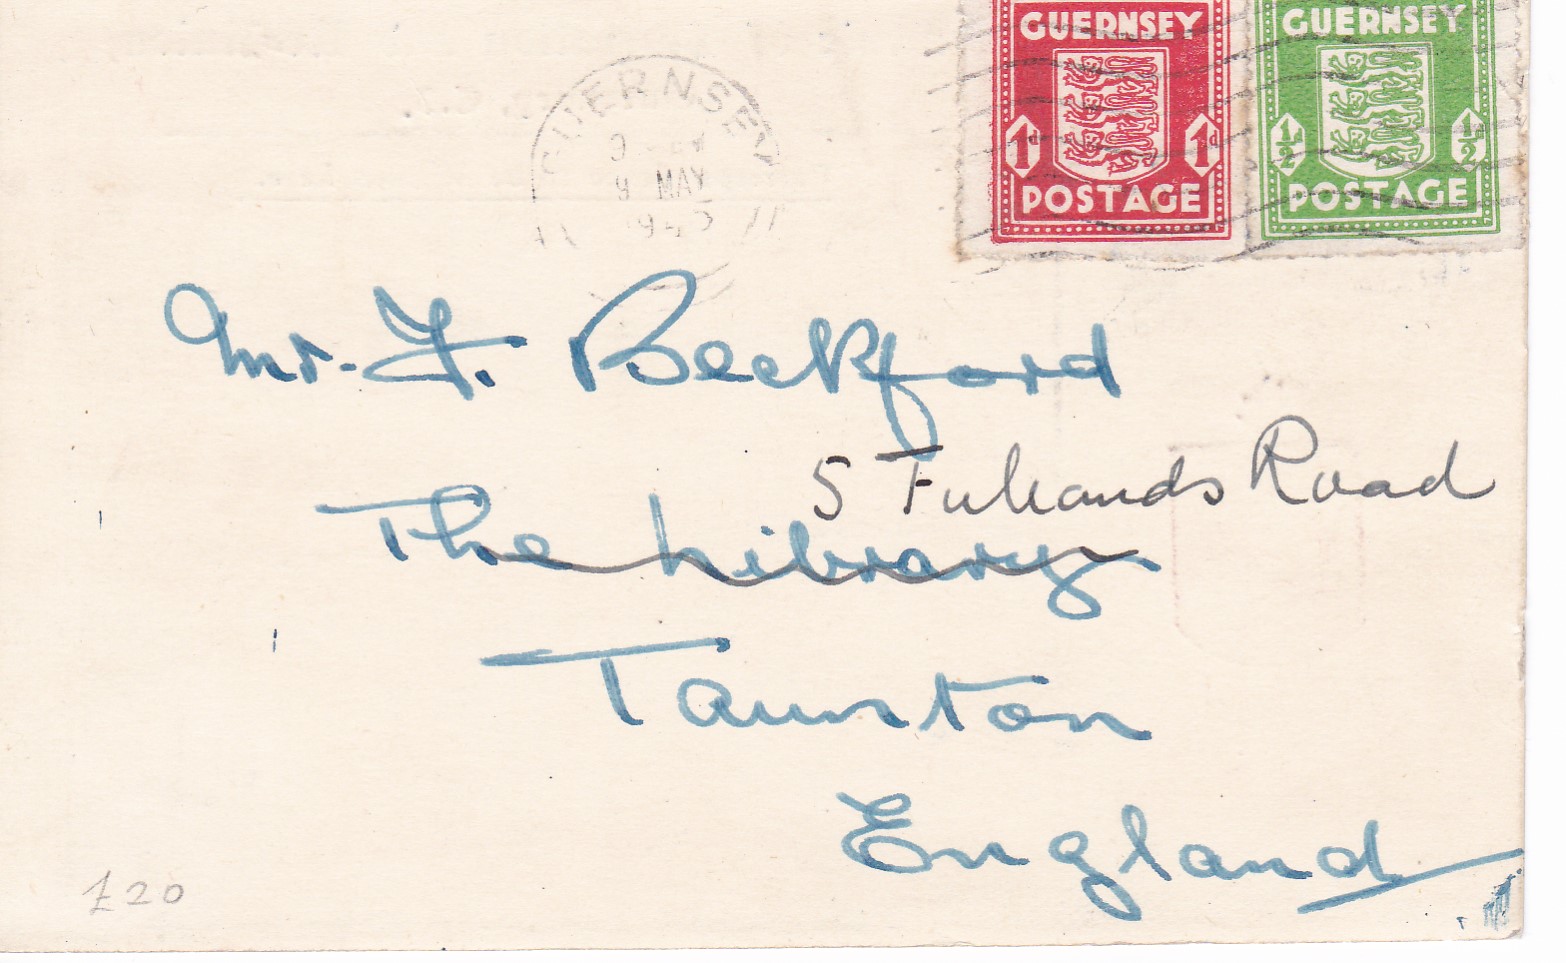 GUERNSEY GUERNSEY
1d 1d ½ ½
POSTAGE POSTAGE
GUERNSEY
9 MAY
Mr. F. Beckford
5 Fullands Road
The Library
Taunton
England
£20